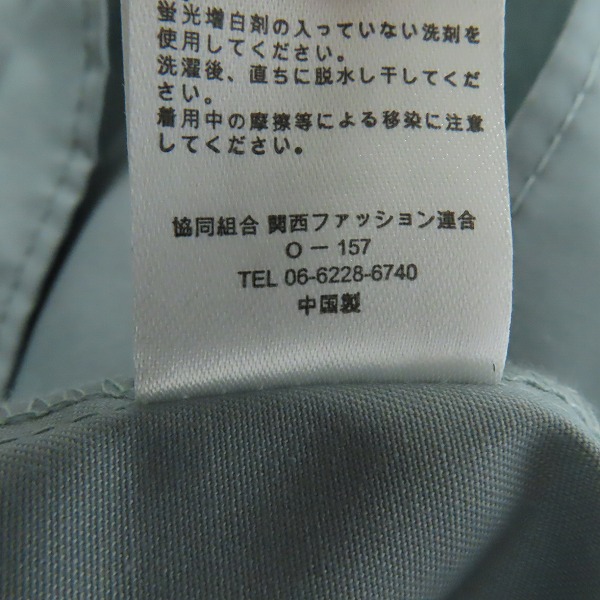 蛍光増白剤の入っていない洗剤を
使用してください。
洗濯後、直ちに脱水し干してくだ
さい。
着用中の摩擦等による移染に注意
してください。
協同組合 関西ファッション連合
O － 157
TEL 06-6228-6740
中国製